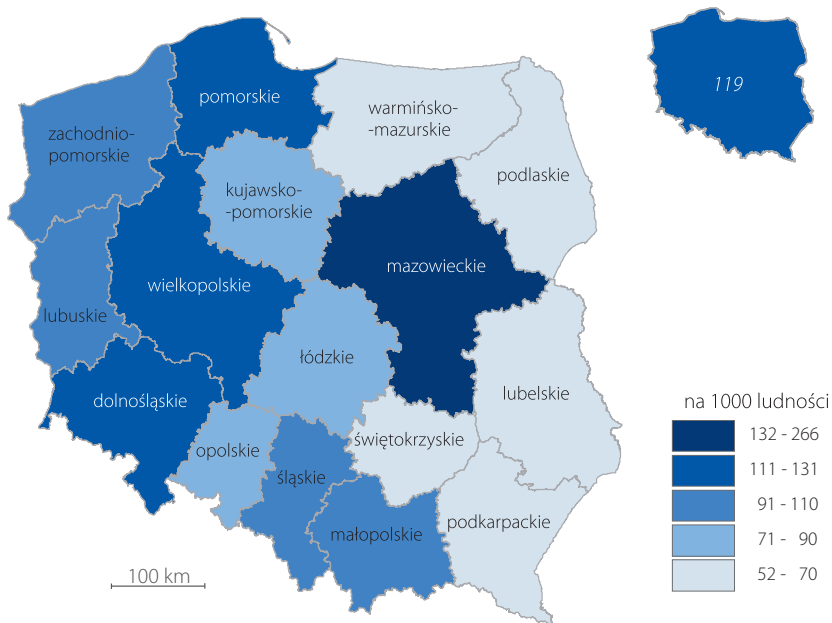 119
pomorskie
warmińsko-
-mazurskie
zachodnio-
pomorskie
podlaskie
kujawsko-
-pomorskie
mazowieckie
wielkopolskie
lubuskie
łódzkie
lubelskie
dolnośląskie
na 1000 ludności
132 - 266
świętokrzyskie
opolskie
111 - 131
śląskie
91 - 110
podkarpackie
małopolskie
71 - 90
52 - 70
100 km